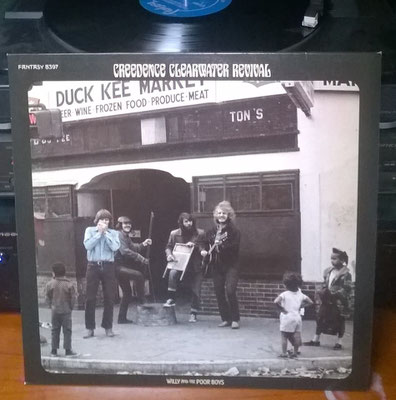 FANTASY 8397
CREEDENCE CLEARWATER REVIVAL
DUCK KEE MARKET
BEER WINE FROZEN FOOD·PRODUCE·MEAT
TON'S
WILLY AND THE POOR BOYS